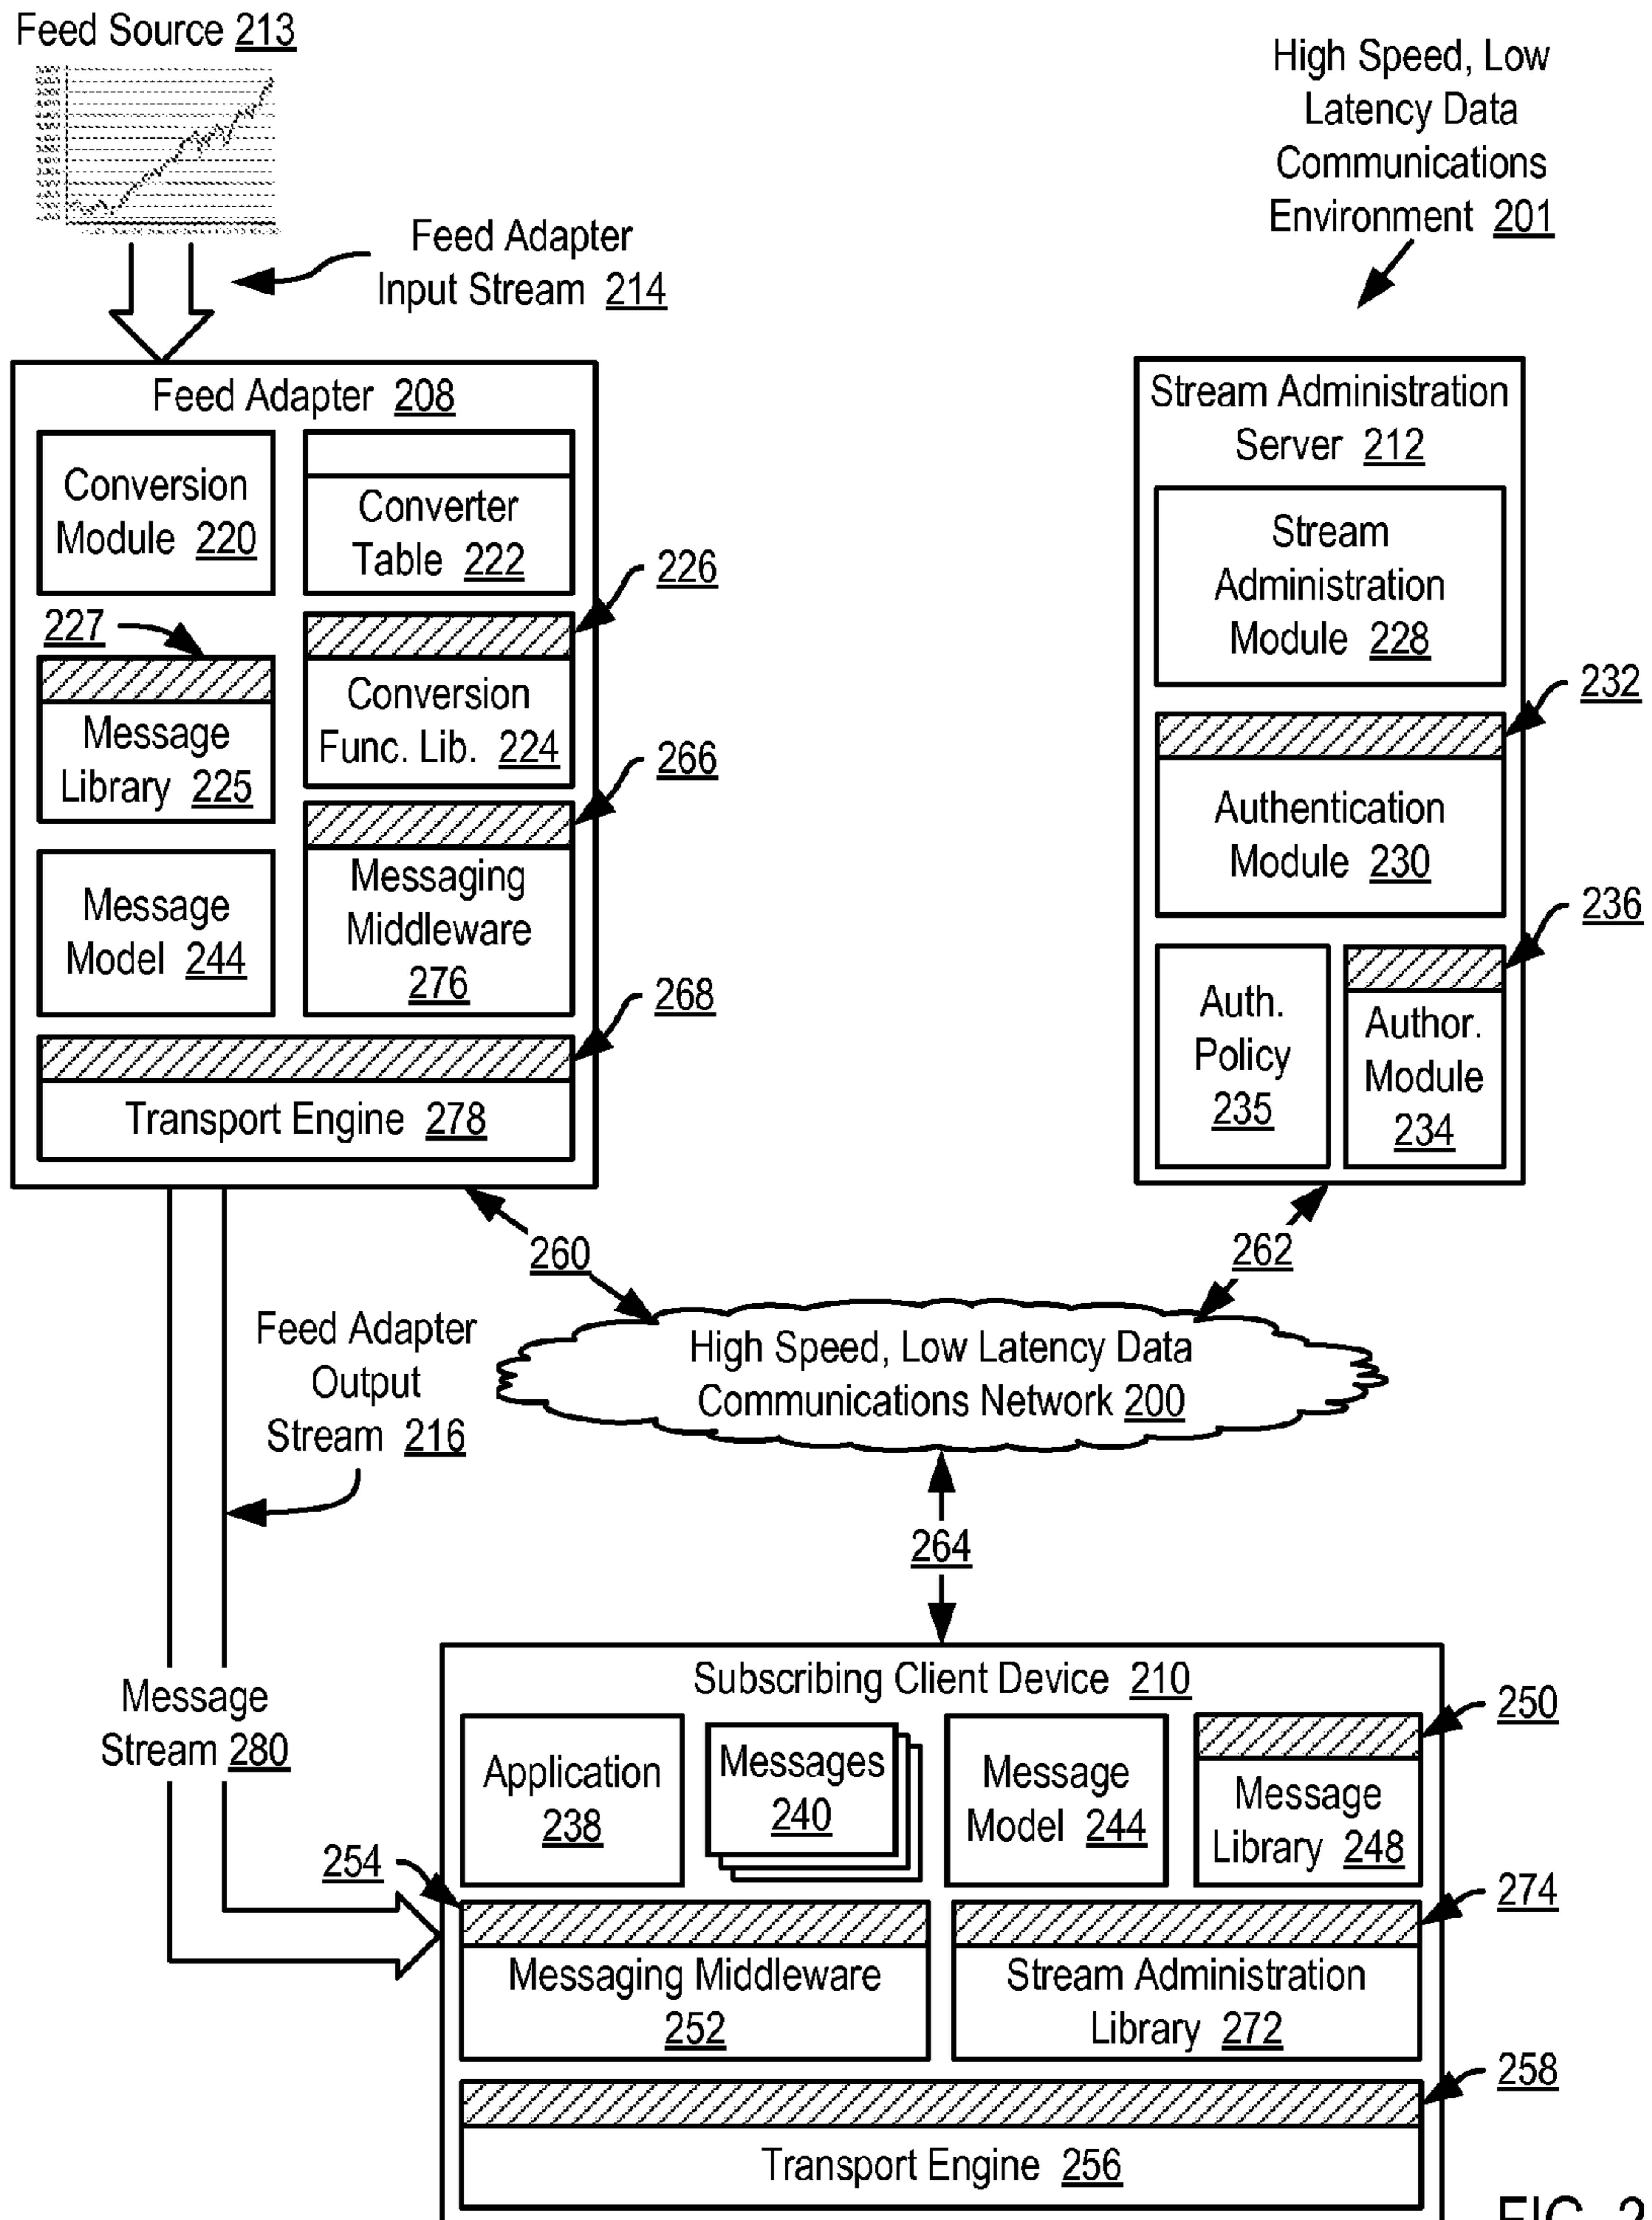 Feed Source 213
High Speed, Low
Latency Data
Communications
Environment 201
Feed Adapter
Input Stream 214
Feed Adapter 208
Conversion
Module 220
Converter
Table 222
226
227
Conversion
Func. Lib. 224
Message
Library 225
266
Messaging
Middleware
276
Message
Model 244
268
Transport Engine 278
Stream Administration
Server 212
Stream
Administration
Module 228
232
Authentication
Module 230
236
Auth.
Policy
235
Author.
Module
234
260
262
High Speed, Low Latency Data
Communications Network 200
Feed Adapter
Output
Stream 216
264
Message
Stream 280
Subscribing Client Device 210
250
Application
238
Messages
240
Message
Model 244
Message
Library 248
254
274
Messaging Middleware
252
Stream Administration
Library 272
258
Transport Engine 256
FIG. 2